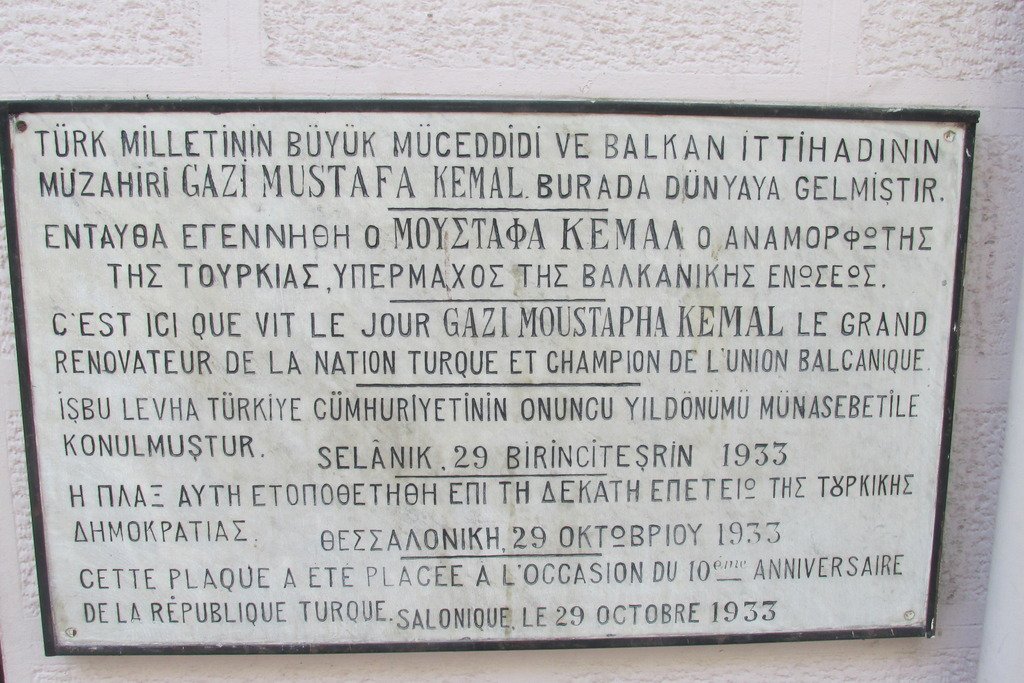 TÜRK MİLLETİNİN BÜYÜK MÜCEDDİDİ VE BALKAN İTTİHADININ
MÜZAHİRİ GAZİ MUSTAFA KEMAL. BURADA DÜNYAYA GELMİŞTİR.
ΕΝΤΑΥΘΑ ΕΓΕΝΝΗΘΗ Ο ΜΟΥΣΤΑΦΑ ΚΕΜΑΛ Ο ΑΝΑΜΟΡΦΩΤΗΣ
ΤΗΣ ΤΟΥΡΚΙΑΣ, ΥΠΕΡΜΑΧΟΣ ΤΗΣ ΒΑΛΚΑΝΙΚΗΣ ΕΝΩΣΕΩΣ.
C'EST ICI QUE VIT LE JOUR GAZI MOUSTAPHA KEMAL LE GRAND
RENOVATEUR DE LA NATION TURQUE ET CHAMPION DE L'UNION BALCANIQUE.
İŞBU LEVHA TÜRKİYE CÜMHURİYETİNİN ONUNCU YILDÖNÜMÜ MÜNASEBETİLE
KONULMUŞTUR. SELÂNİK, 29 BİRİNCİTEŞRİN 1933
Η ΠΛΑΞ ΑΥΤΗ ΕΤΟΠΟΘΕΤΗΘΗ ΕΠΙ ΤΗ ΔΕΚΑΤΗ ΕΠΕΤΕΙΩ ΤΗΣ ΤȢΡΚΙΚΗΣ
ΔΗΜΟΚΡΑΤΙΑΣ. ΘΕΣΣΑΛΟΝΙΚΗ, 29 ΟΚΤΩΒΡΙΟΥ 1933
CETTE PLAQUE A ETE PLACEE A L'OCCASION DU 10ème ANNIVERSAIRE
DE LA RÉPUBLIQUE TURQUE. SALONIQUE, LE 29 OCTOBRE 1933